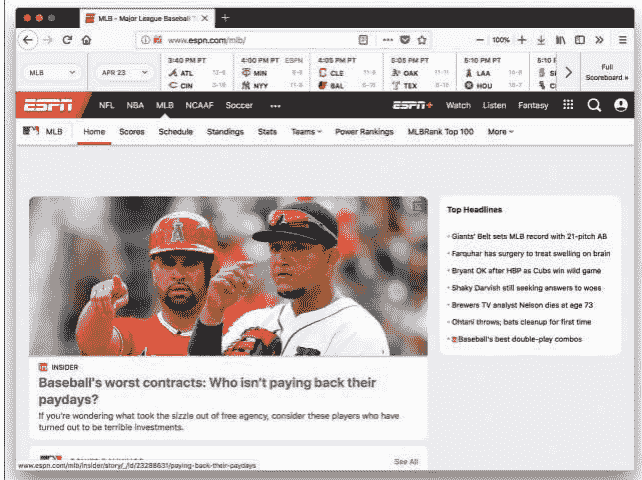 MLB - Major League Baseball
www.espn.com/mlb/
100%
MLB
APR 23
3:40 PM PT
ATL
CIN 3-18
4:00 PM PT ESPN
MIN
NYY
4:05 PM PT
CLE
BAL
5:05 PM PT
OAK 11-11
TEX
5:10 PM PT
LAA
HOU
5:10 P
Full
Scoreboard »
ESPN
NFL NBA MLB NCAAF Soccer •••
ESPN+ Watch Listen Fantasy
MLB Home Scores Schedule Standings Stats Teams Power Rankings MLBRank Top 100 More
Top Headlines
Giants' Belt sets MLB record with 21-pitch AB
Farquhar has surgery to treat swelling on brain
Bryant OK after HBP as Cubs win wild game
Shaky Darvish still seeking answers to woes
Brewers TV analyst Nelson dies at age 73
Ohtani throws; bats cleanup for first time
Baseball's best double-play combos
INSIDER
Baseball's worst contracts: Who isn't paying back their
paydays?
If you're wondering what took the sizzle out of free agency, consider these players who have
turned out to be terrible investments.
See All
www.espn.com/mlb/insider/story/_/id/23288631/paying-back-their-paydays